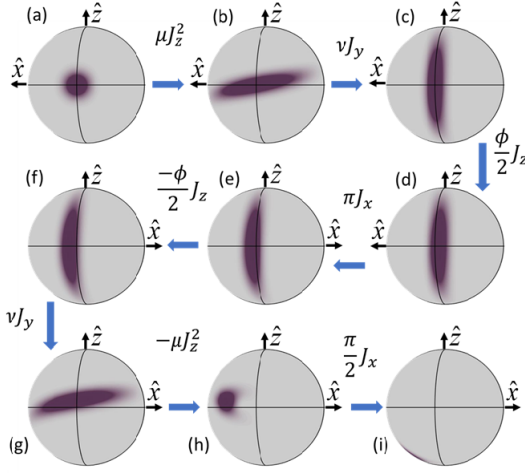 (a) ẑ μJ_z^2 (b) ẑ νJ_y (c) ẑ
x̂ x̂ x̂
ϕ/2 J_z
(f) ẑ −ϕ/2 J_z (e) ẑ πJ_x (d) ẑ
x̂ x̂ x̂
νJ_y
ẑ −μJ_z^2 ẑ π/2 J_x ẑ
x̂ x̂ x̂
(g) (h) (i)